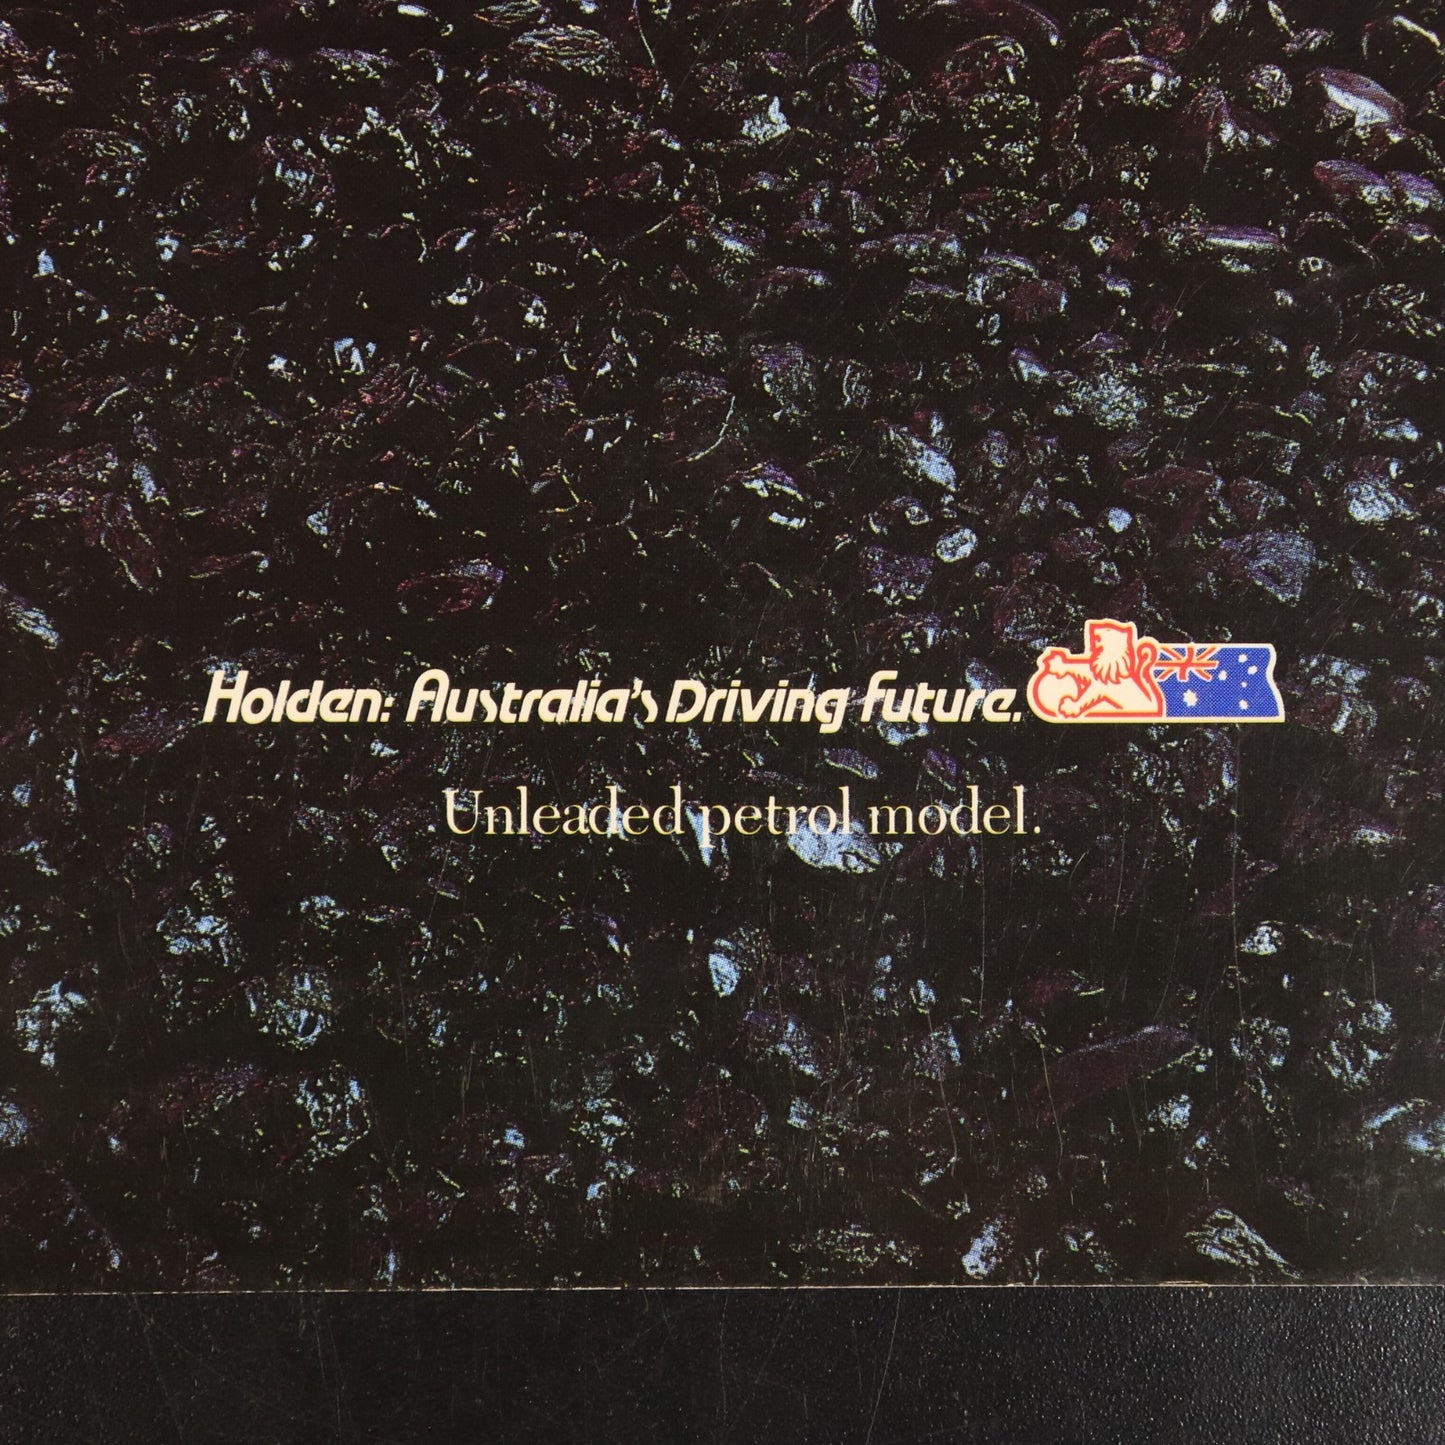 Holden: Australia's Driving Future.
Unleaded petrol model.